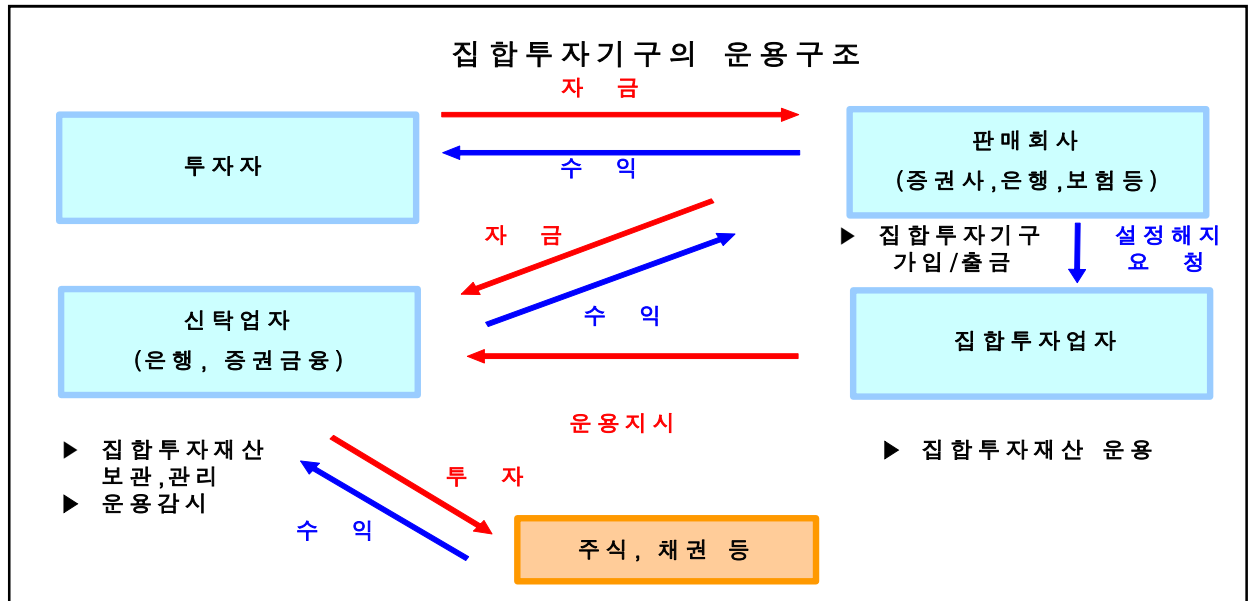 집합투자기구의 운용구조
자 금
투자자
수 익
판매회사
(증권사,은행,보험등)
자 금
▶ 집합투자기구
가입/출금
설정해지
요 청
신탁업자
(은행, 증권금융)
수 익
집합투자업자
운용지시
▶ 집합투자재산
보관,관리
▶ 운용감시
▶ 집합투자재산 운용
투 자
수 익
주식, 채권 등